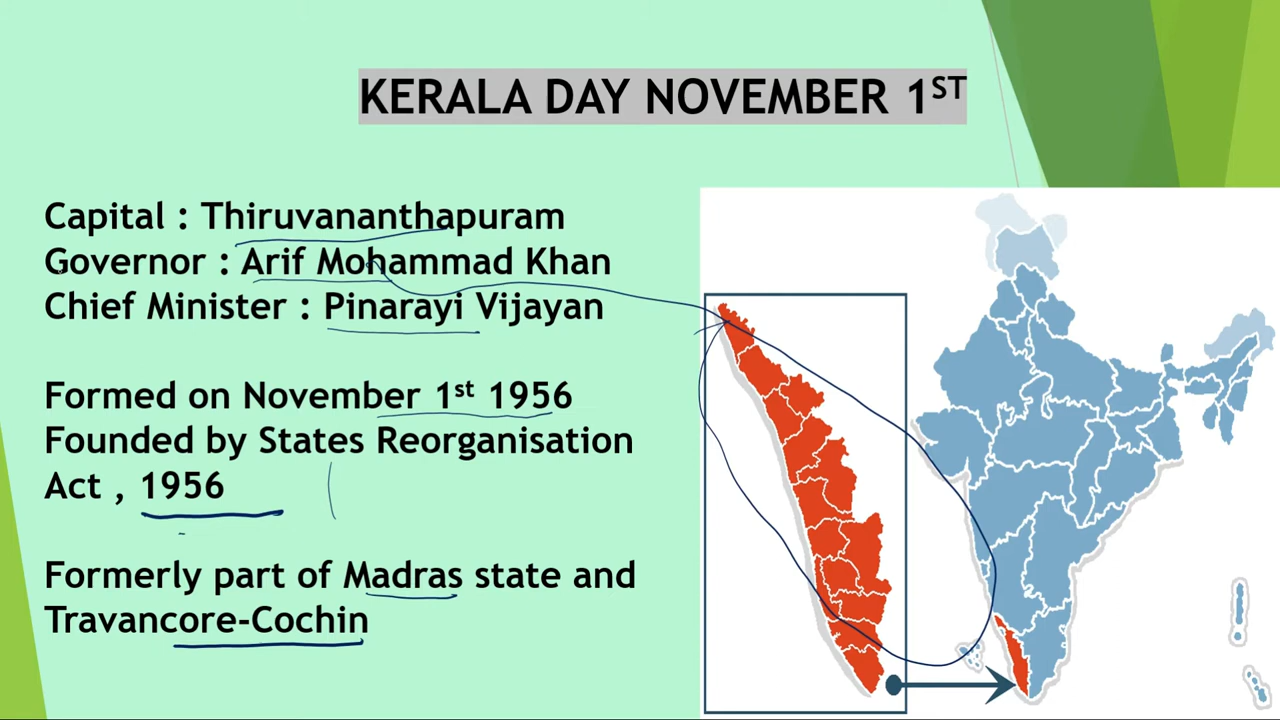 KERALA DAY NOVEMBER 1ST
Capital : Thiruvananthapuram
Governor : Arif Mohammad Khan
Chief Minister : Pinarayi Vijayan
Formed on November 1st 1956
Founded by States Reorganisation
Act , 1956
Formerly part of Madras state and
Travancore-Cochin